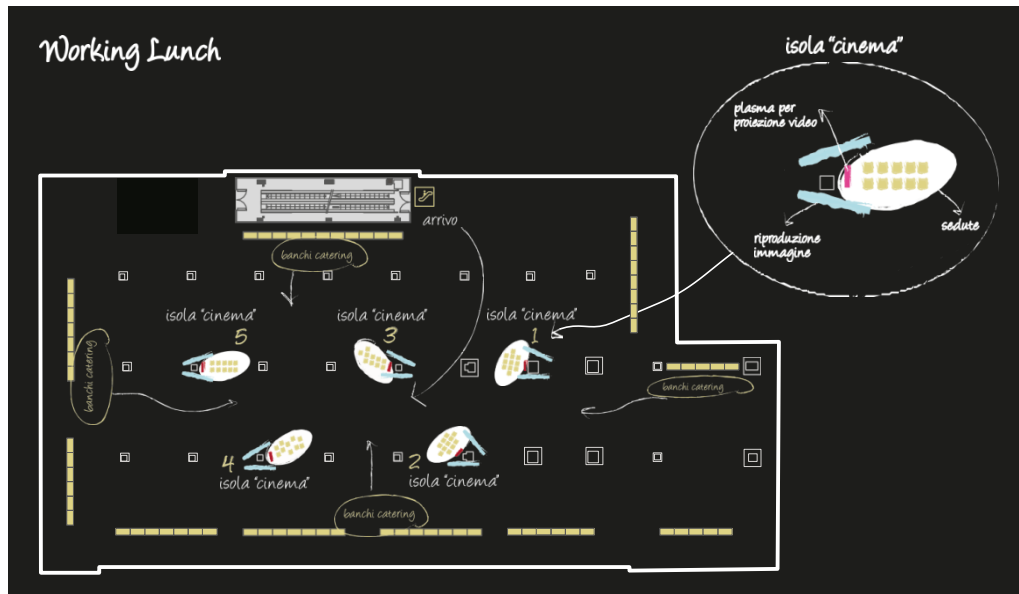 Working Lunch
isola "cinema"
plasma per
proiezione video
sedute
riproduzione
immagine
arrivo
banchi catering
isola "cinema"
5
isola "cinema"
3
isola "cinema"
1
banchi catering
banchi catering
4
isola "cinema"
2
isola "cinema"
banchi catering